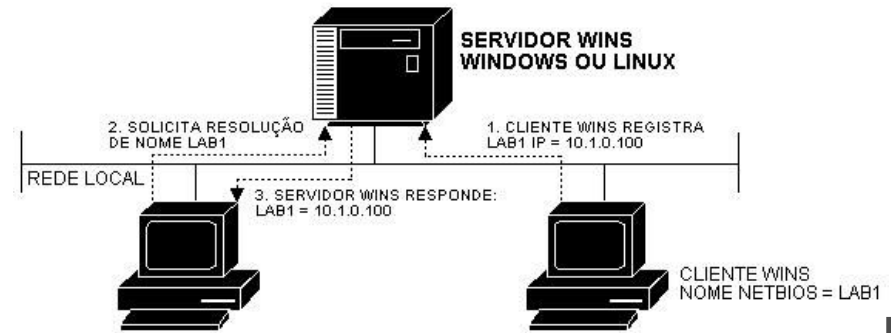 SERVIDOR WINS
WINDOWS OU LINUX
2. SOLICITA RESOLUÇÃO
DE NOME LAB1
1. CLIENTE WINS REGISTRA
LAB1 IP = 10.1.0.100
REDE LOCAL
3. SERVIDOR WINS RESPONDE:
LAB1 = 10.1.0.100
CLIENTE WINS
NOME NETBIOS = LAB1